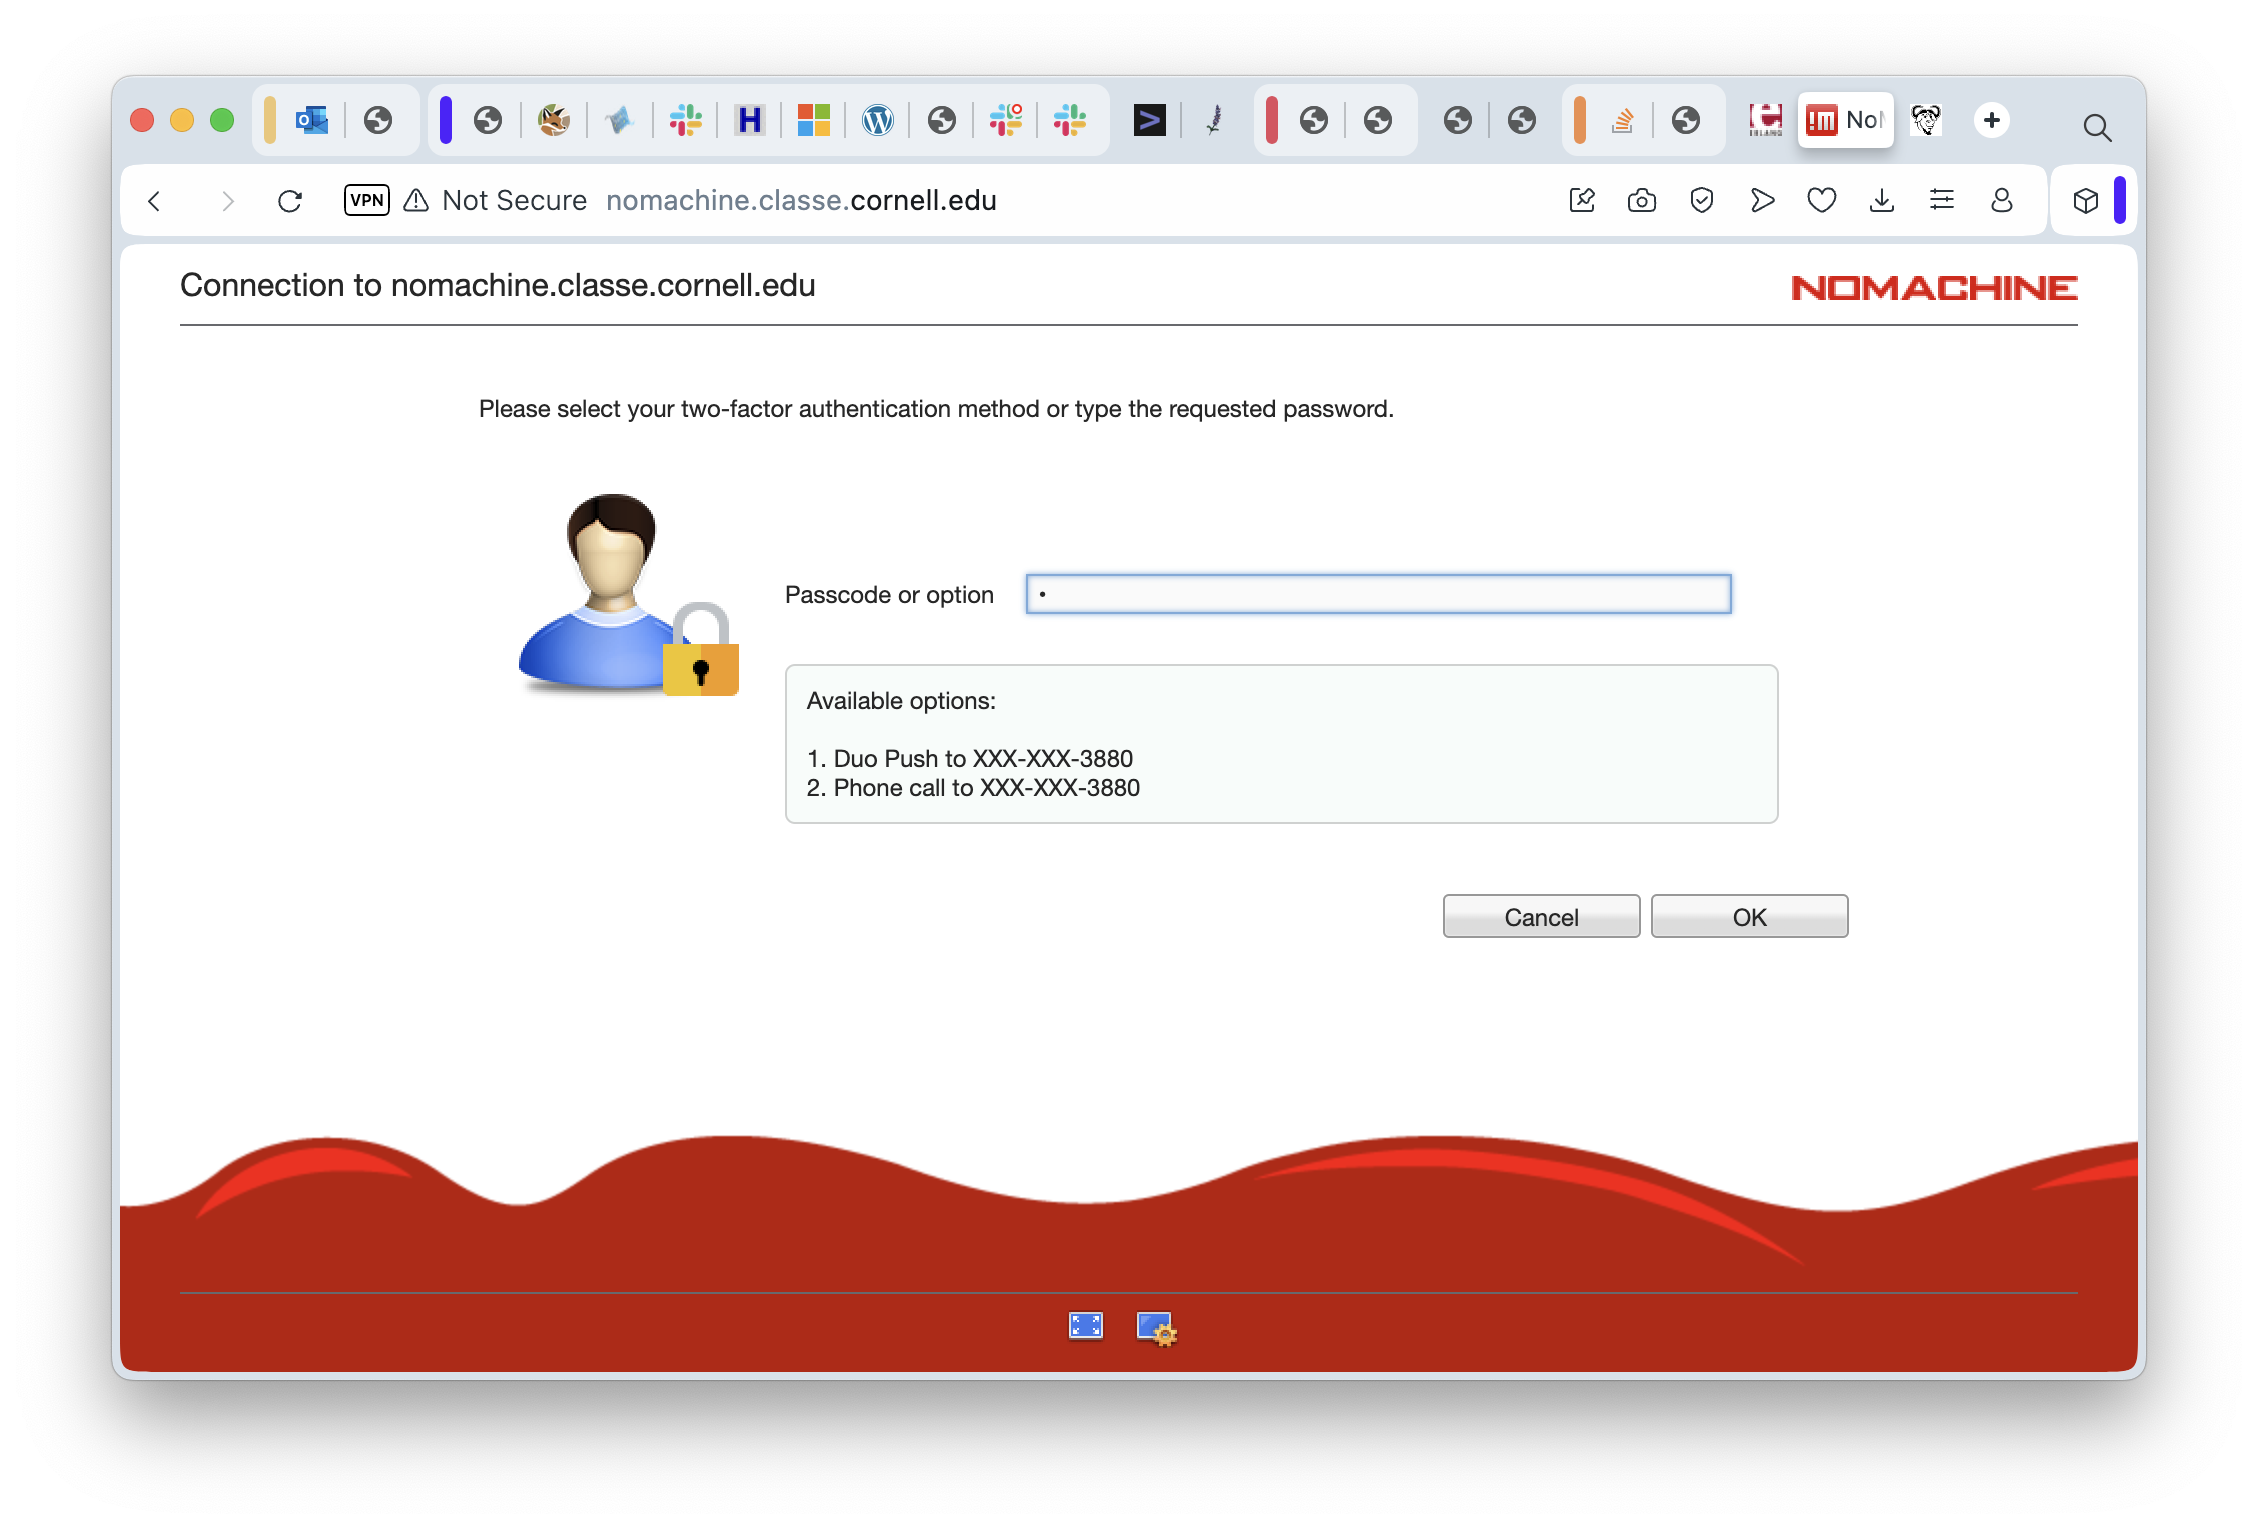 H
NoM
VPN Not Secure nomachine.classe.cornell.edu
Connection to nomachine.classe.cornell.edu
NOMACHINE
Please select your two-factor authentication method or type the requested password.
Passcode or option
Available options:
1. Duo Push to XXX-XXX-3880
2. Phone call to XXX-XXX-3880
Cancel
OK